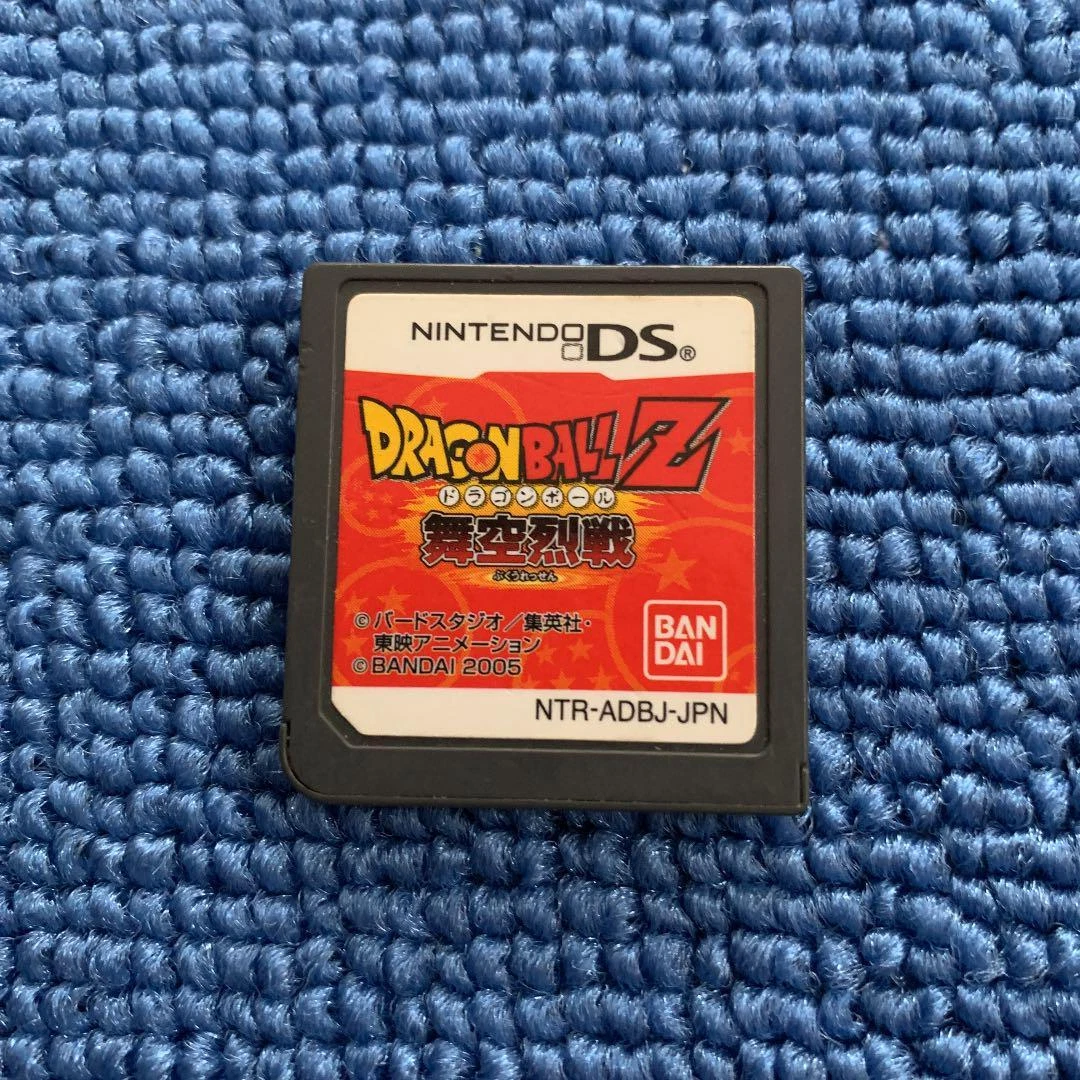 NINTENDO DS®
DRAGON BALL Z
ドラゴンボール
舞空烈戦
ぶくうれっせん
©バードスタジオ／集英社・
東映アニメーション
©BANDAI 2005
BAN
DAI
NTR-ADBJ-JPN